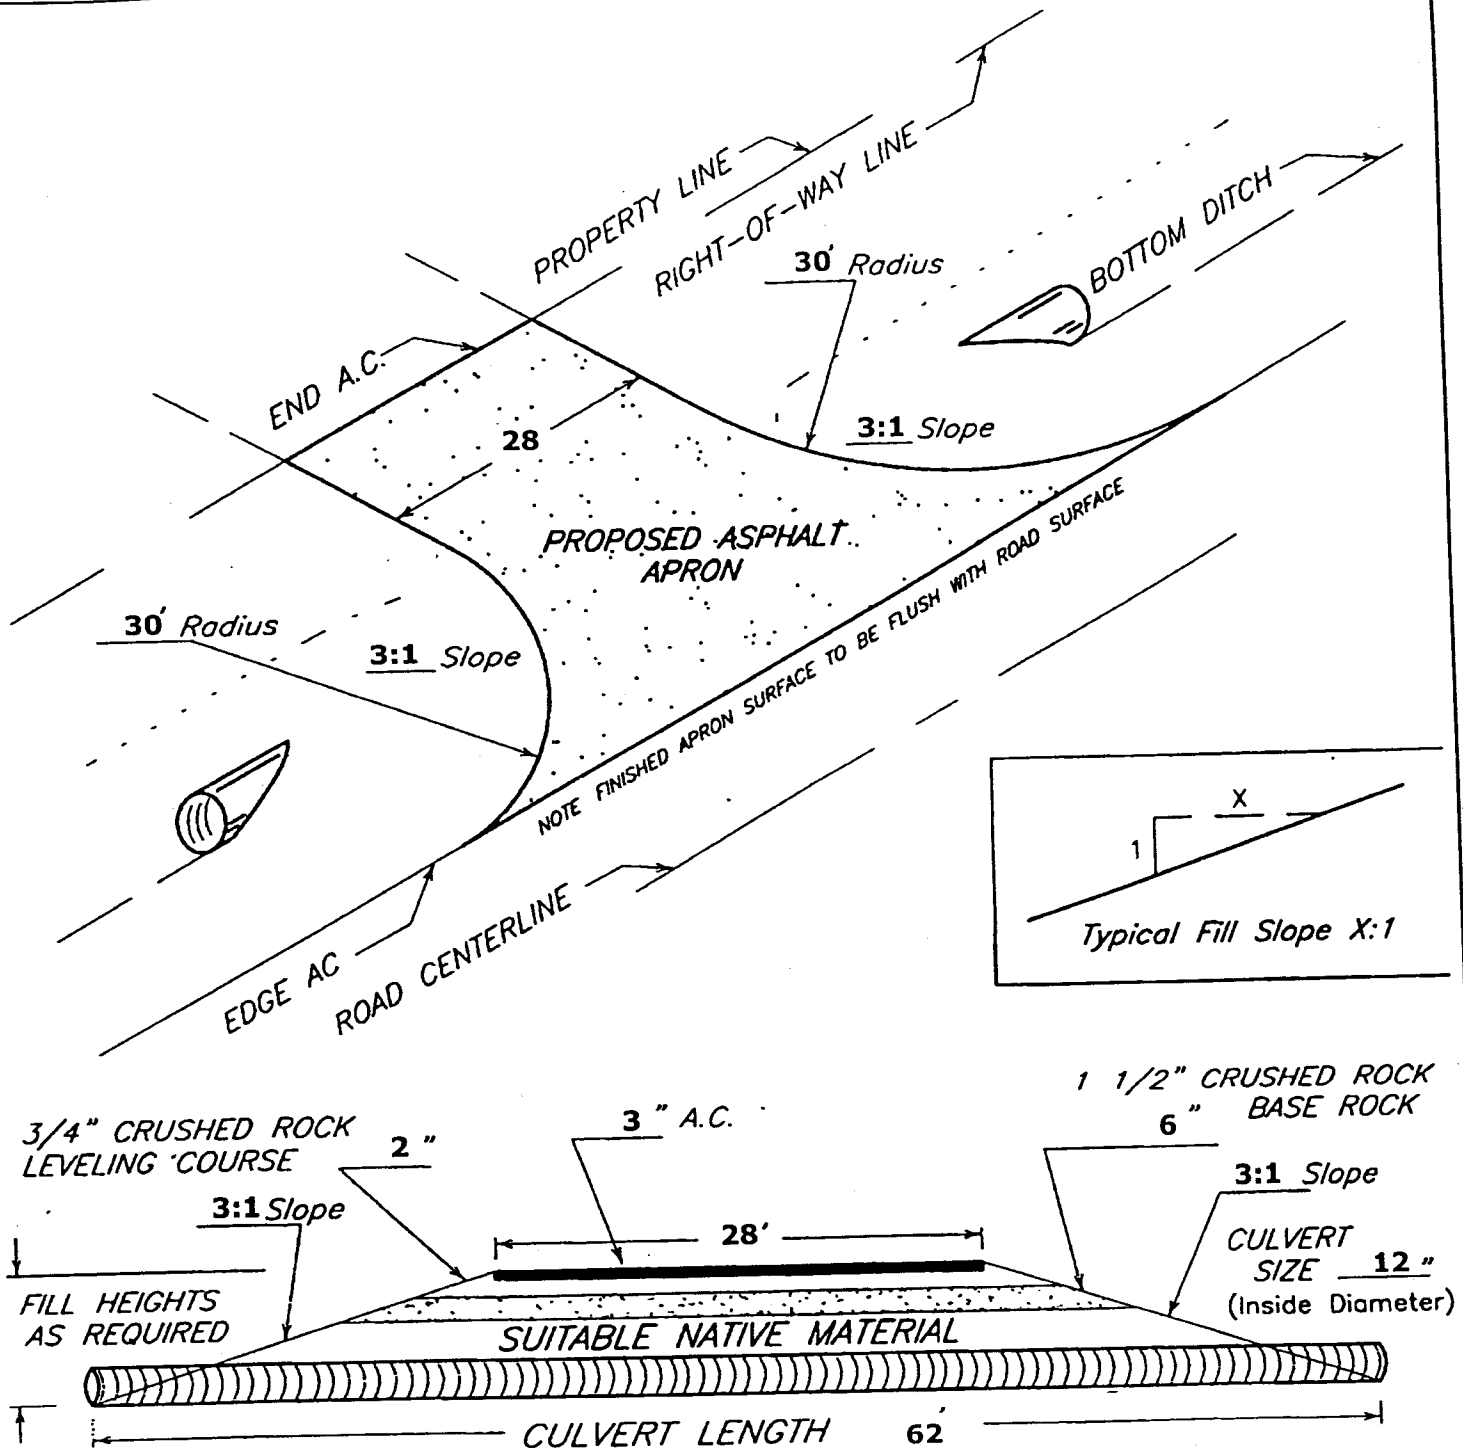 PROPERTY LINE
RIGHT-OF-WAY LINE
30' Radius
BOTTOM DITCH
END A.C.
28
3:1 Slope
PROPOSED ASPHALT
APRON
30' Radius
3:1 Slope
NOTE FINISHED APRON SURFACE TO BE FLUSH WITH ROAD SURFACE
EDGE AC
ROAD CENTERLINE
X
1
Typical Fill Slope X:1
3/4" CRUSHED ROCK
LEVELING COURSE
2 "
3 " A.C.
1 1/2" CRUSHED ROCK
BASE ROCK
6 "
3:1 Slope
3:1 Slope
28'
CULVERT
SIZE 12 "
(Inside Diameter)
FILL HEIGHTS
AS REQUIRED
SUITABLE NATIVE MATERIAL
CULVERT LENGTH 62'